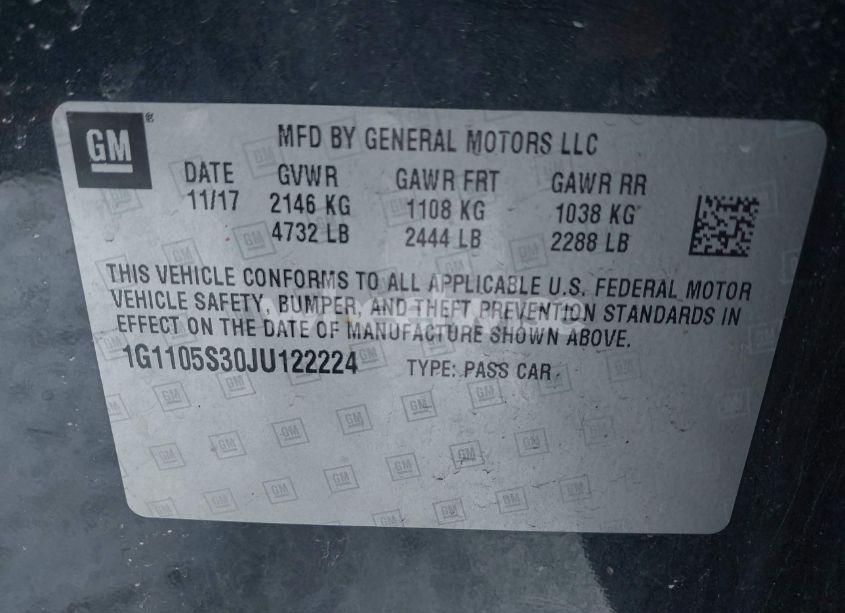 GM®
MFD BY GENERAL MOTORS LLC
DATE GVWR GAWR FRT GAWR RR
11/17 2146 KG 1108 KG 1038 KG
4732 LB 2444 LB 2288 LB
THIS VEHICLE CONFORMS TO ALL APPLICABLE U.S. FEDERAL MOTOR
VEHICLE SAFETY, BUMPER, AND THEFT PREVENTION STANDARDS IN
EFFECT ON THE DATE OF MANUFACTURE SHOWN ABOVE.
1G1105S30JU122224 TYPE: PASS CAR